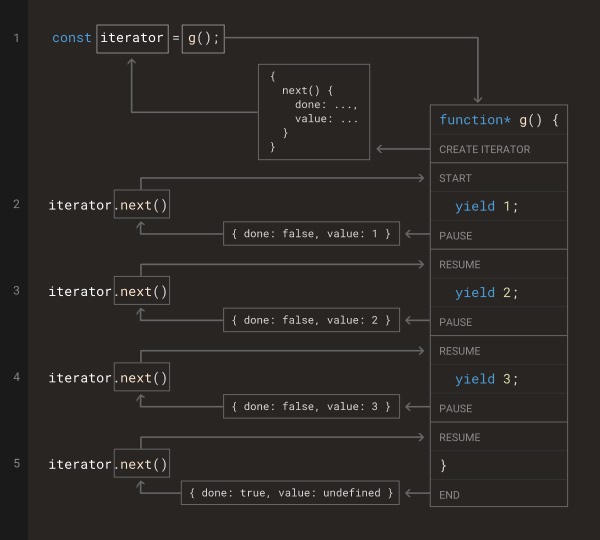 1 const iterator = g();
{
next() {
done: ...,
value: ...
}
}
function* g() {
CREATE ITERATOR
START
2 iterator.next()
yield 1;
{ done: false, value: 1 }
PAUSE
RESUME
3 iterator.next()
yield 2;
{ done: false, value: 2 }
PAUSE
RESUME
4 iterator.next()
yield 3;
{ done: false, value: 3 }
PAUSE
RESUME
5 iterator.next()
}
{ done: true, value: undefined }
END